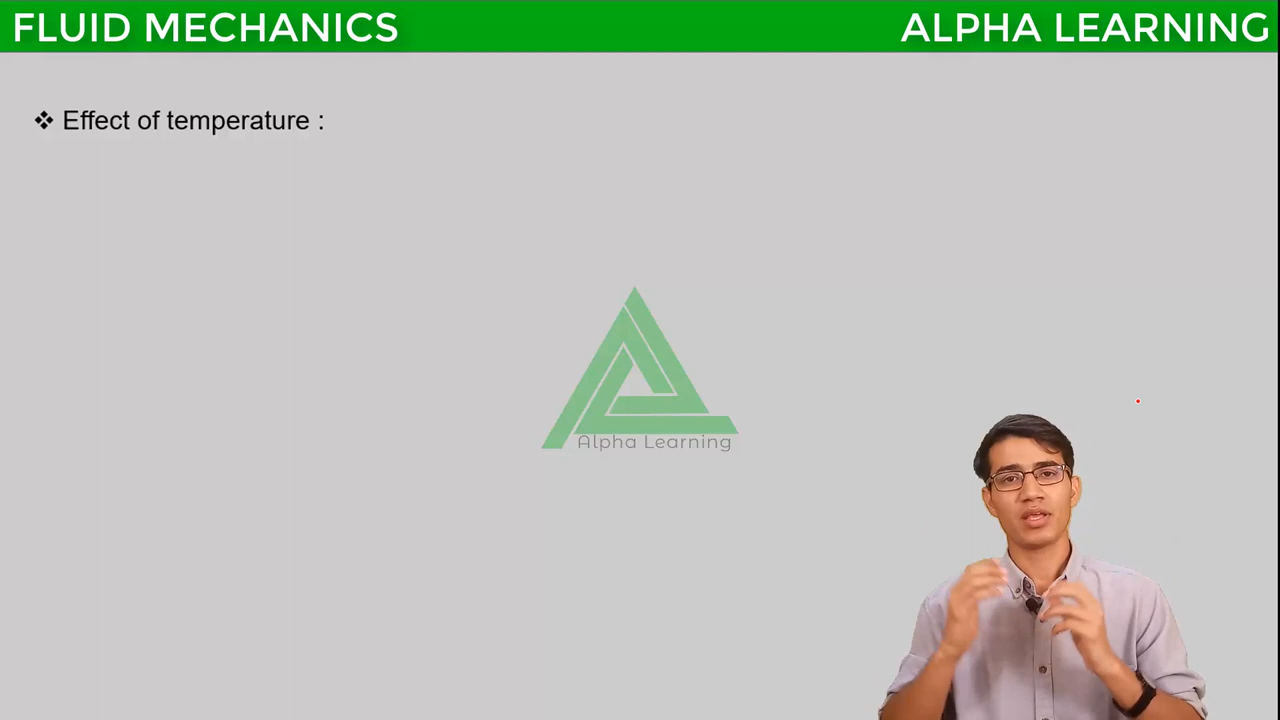 FLUID MECHANICS
ALPHA LEARNING
❖ Effect of temperature :
Alpha Learning